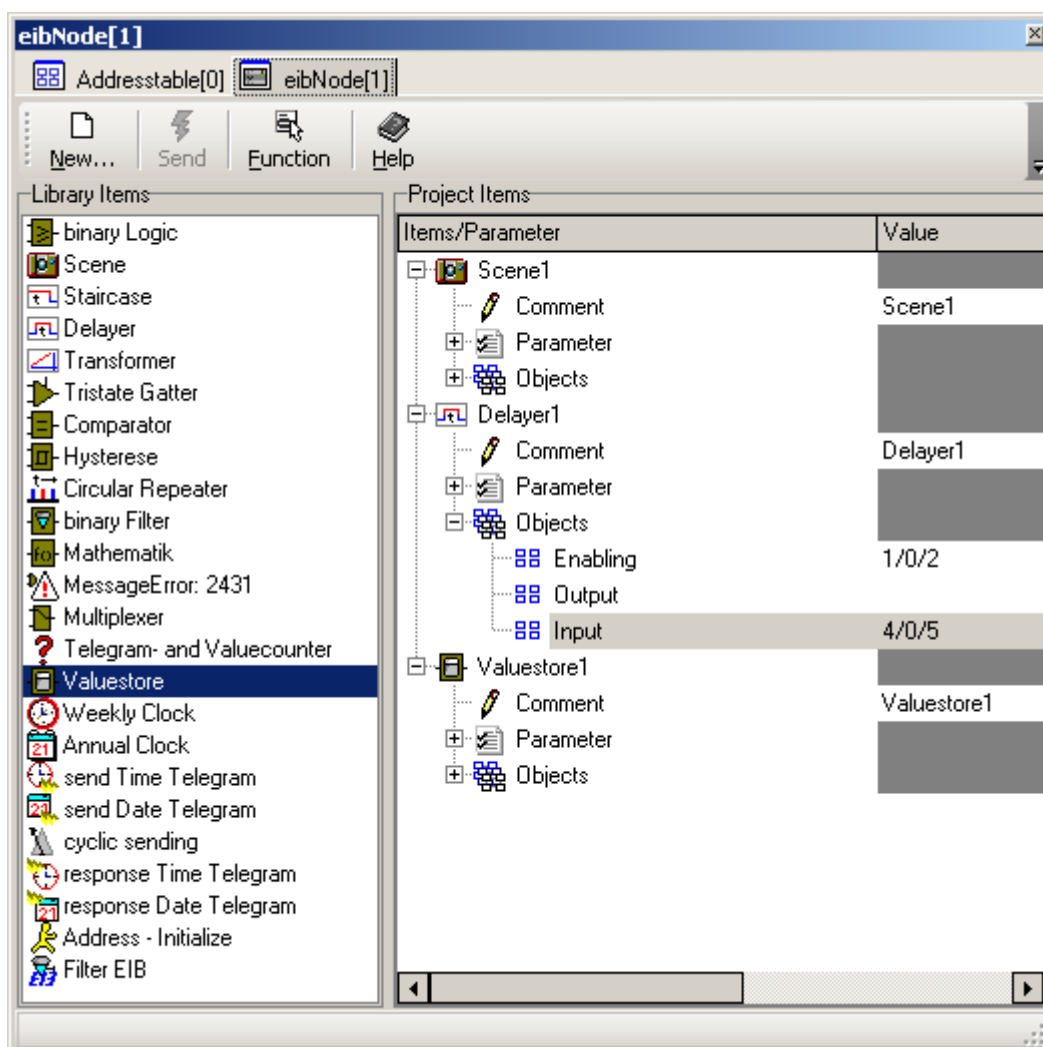 eibNode[1]
Addresstable[0] eibNode[1]
New... Send Function Help
Library Items
binary Logic
Scene
Staircase
Delayer
Transformer
Tristate Gatter
Comparator
Hysterese
Circular Repeater
binary Filter
Mathematik
MessageError: 2431
Multiplexer
Telegram- and Valuecounter
Valuestore
Weekly Clock
Annual Clock
send Time Telegram
send Date Telegram
cyclic sending
response Time Telegram
response Date Telegram
Address - Initialize
Filter EIB
Project Items
Items/Parameter Value
Scene1
Comment Scene1
Parameter
Objects
Delayer1
Comment Delayer1
Parameter
Objects
Enabling 1/0/2
Output
Input 4/0/5
Valuestore1
Comment Valuestore1
Parameter
Objects